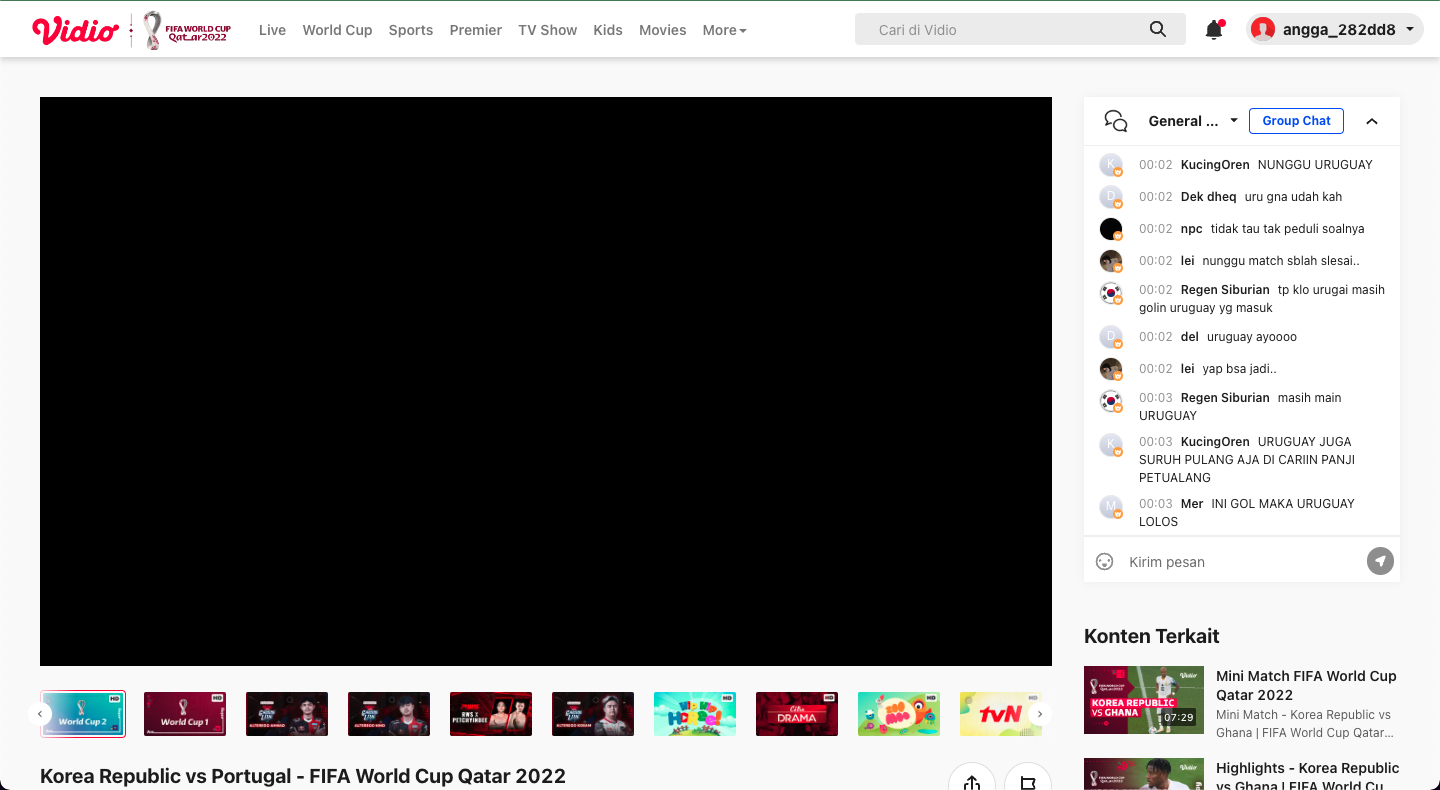 Vidio
FIFA WORLD CUP
Qatar2022
Live World Cup Sports Premier TV Show Kids Movies More
Cari di Vidio
angga_282dd8
General ...
Group Chat
K
00:02 KucingOren NUNGGU URUGUAY
D
00:02 Dek dheq uru gna udah kah
00:02 npc tidak tau tak peduli soalnya
00:02 lei nunggu match sblah slesai..
00:02 Regen Siburian tp klo urugai masih
golin uruguay yg masuk
D
00:02 del uruguay ayoooo
00:02 lei yap bsa jadi..
00:03 Regen Siburian masih main
URUGUAY
K
00:03 KucingOren URUGUAY JUGA
SURUH PULANG AJA DI CARIIN PANJI
PETUALANG
M
00:03 Mer INI GOL MAKA URUGUAY
LOLOS
Kirim pesan
World Cup 2
HD
World Cup 1
HD
DRAMA
HD
HD
HD
tvN
Korea Republic vs Portugal - FIFA World Cup Qatar 2022
Konten Terkait
Vidio
KOREA REPUBLIC
VS GHANA
07:29
Mini Match FIFA World Cup
Qatar 2022
Mini Match - Korea Republic vs
Ghana | FIFA World Cup Qatar...
Vidio
Highlights - Korea Republic
vs Ghana | FIFA World Cu